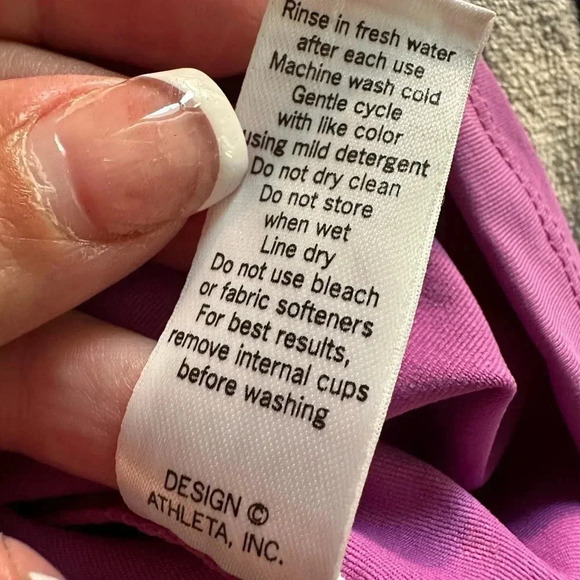 Rinse in fresh water
after each use
Machine wash cold
Gentle cycle
with like color
using mild detergent
Do not dry clean
Do not store
when wet
Line dry
Do not use bleach
or fabric softeners
For best results,
remove internal cups
before washing
DESIGN ©
ATHLETA, INC.